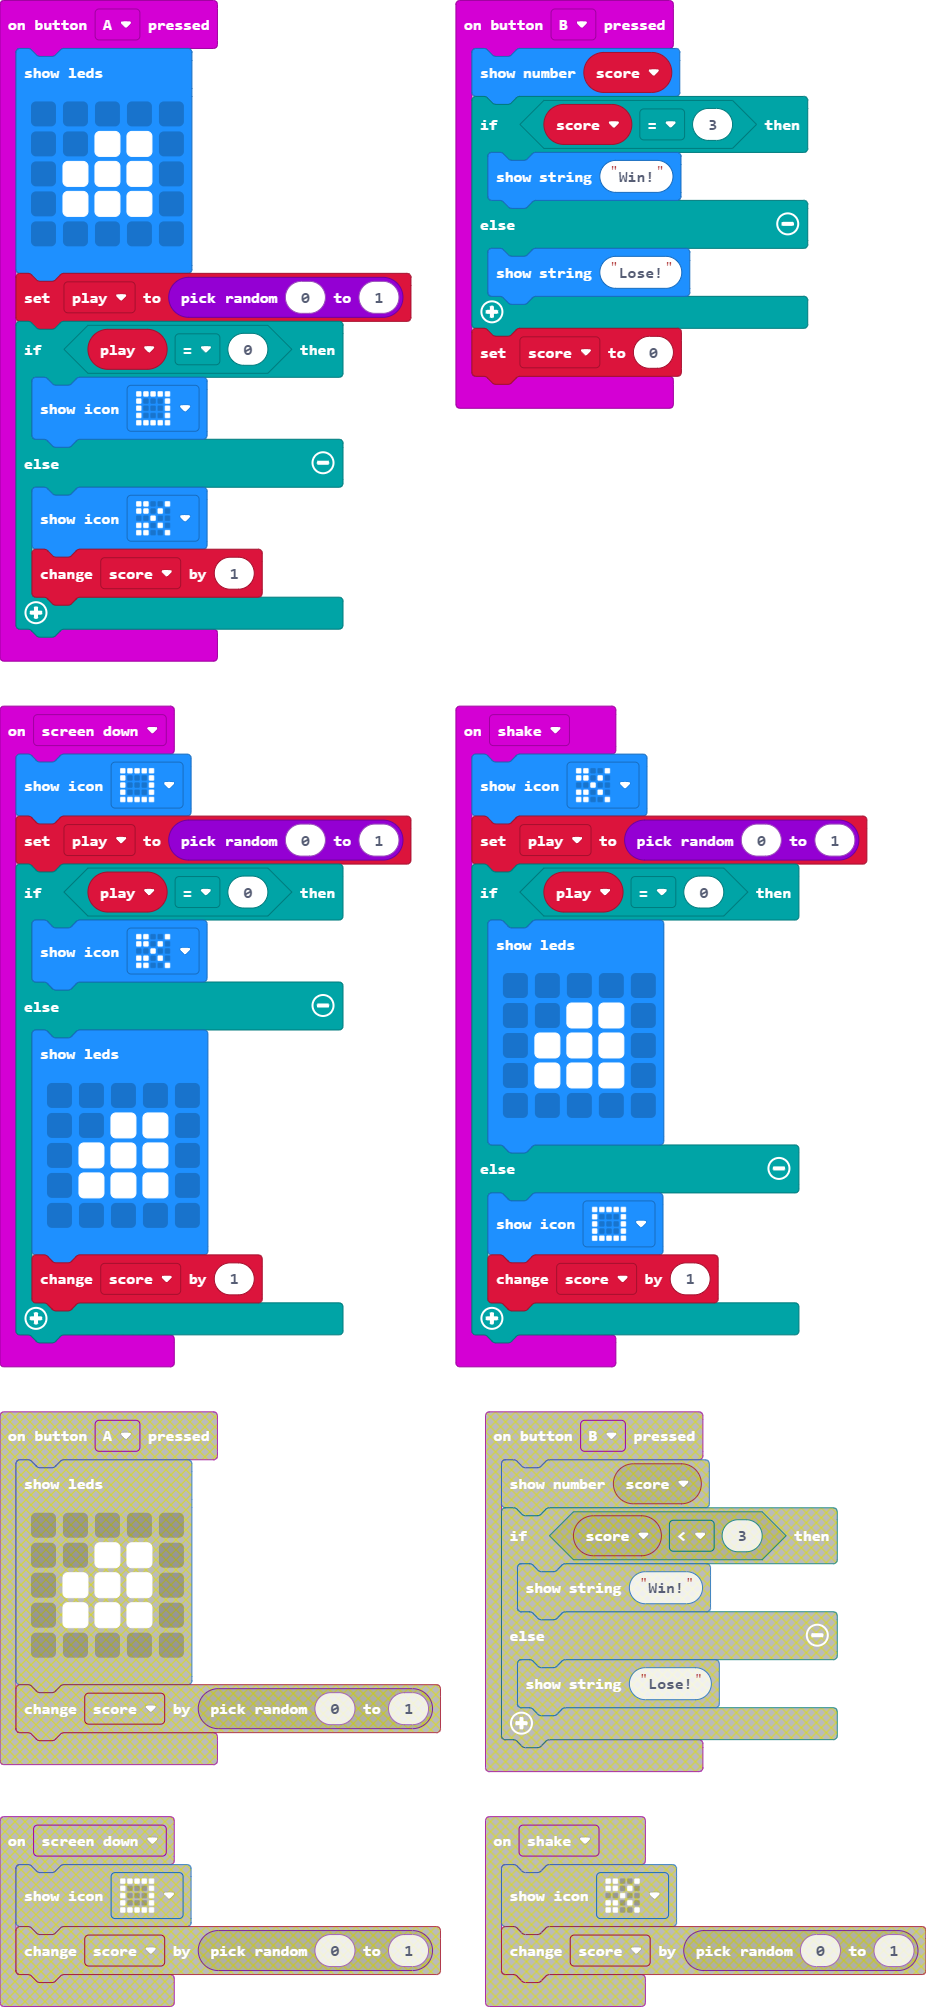 on button A pressed
show leds
set play to pick random 0 to 1
if play = 0 then
show icon
else
show icon
change score by 1
on button B pressed
show number score
if score = 3 then
show string "Win!"
else
show string "Lose!"
set score to 0
on screen down
show icon
set play to pick random 0 to 1
if play = 0 then
show icon
else
show leds
change score by 1
on shake
show icon
set play to pick random 0 to 1
if play = 0 then
show leds
else
show icon
change score by 1
on button A pressed
show leds
change score by pick random 0 to 1
on button B pressed
show number score
if score < 3 then
show string "Win!"
else
show string "Lose!"
on screen down
show icon
change score by pick random 0 to 1
on shake
show icon
change score by pick random 0 to 1